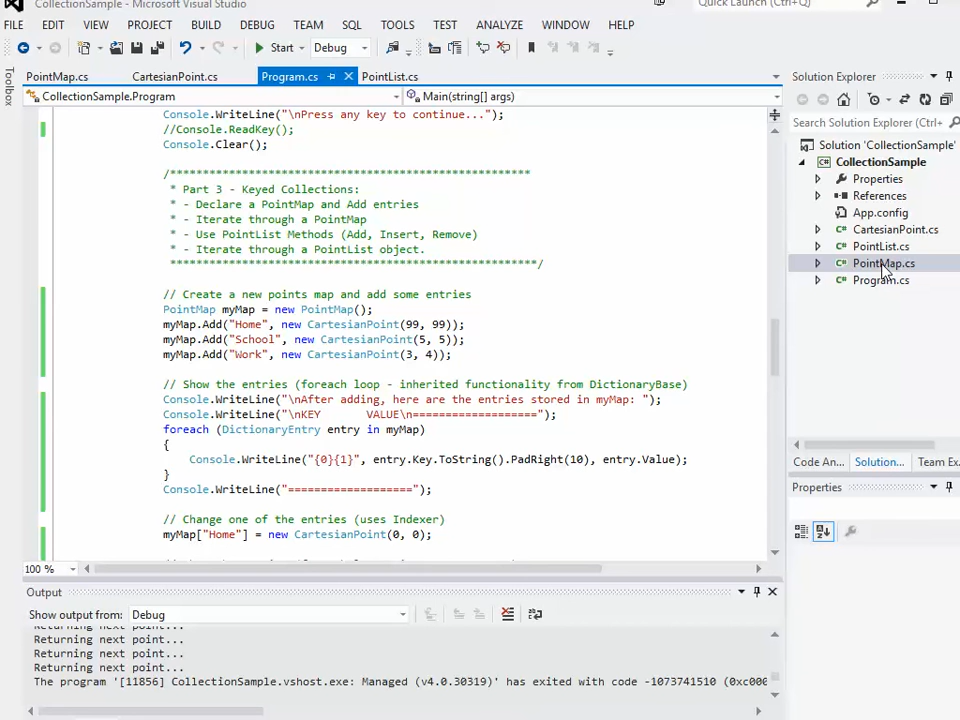 CollectionSample - Microsoft Visual Studio
Quick Launch (Ctrl+Q)
FILE EDIT VIEW PROJECT BUILD DEBUG TEAM SQL TOOLS TEST ANALYZE WINDOW HELP
Start Debug
Toolbox
PointMap.cs CartesianPoint.cs Program.cs PointList.cs
CollectionSample.Program Main(string[] args)
Console.WriteLine("\nPress any key to continue...");
//Console.ReadKey();
Console.Clear();
/*******************************************************
* Part 3 - Keyed Collections:
* - Declare a PointMap and Add entries
* - Iterate through a PointMap
* - Use PointList Methods (Add, Insert, Remove)
* - Iterate through a PointList object.
********************************************************/
// Create a new points map and add some entries
PointMap myMap = new PointMap();
myMap.Add("Home", new CartesianPoint(99, 99));
myMap.Add("School", new CartesianPoint(5, 5));
myMap.Add("Work", new CartesianPoint(3, 4));
// Show the entries (foreach loop - inherited functionality from DictionaryBase)
Console.WriteLine("\nAfter adding, here are the entries stored in myMap: ");
Console.WriteLine("\nKEY      VALUE\n===================");
foreach (DictionaryEntry entry in myMap)
{
Console.WriteLine("{0}{1}", entry.Key.ToString().PadRight(10), entry.Value);
}
Console.WriteLine("===================");
// Change one of the entries (uses Indexer)
myMap["Home"] = new CartesianPoint(0, 0);
100 %
Output
Show output from: Debug
Returning next point...
Returning next point...
Returning next point...
Returning next point...
The program '[11856] CollectionSample.vshost.exe: Managed (v4.0.30319)' has exited with code -1073741510 (0xc000
Solution Explorer
Search Solution Explorer (Ctrl+
Solution 'CollectionSample'
CollectionSample
Properties
References
App.config
CartesianPoint.cs
PointList.cs
PointMap.cs
Program.cs
Code An... Solution... Team Ex...
Properties